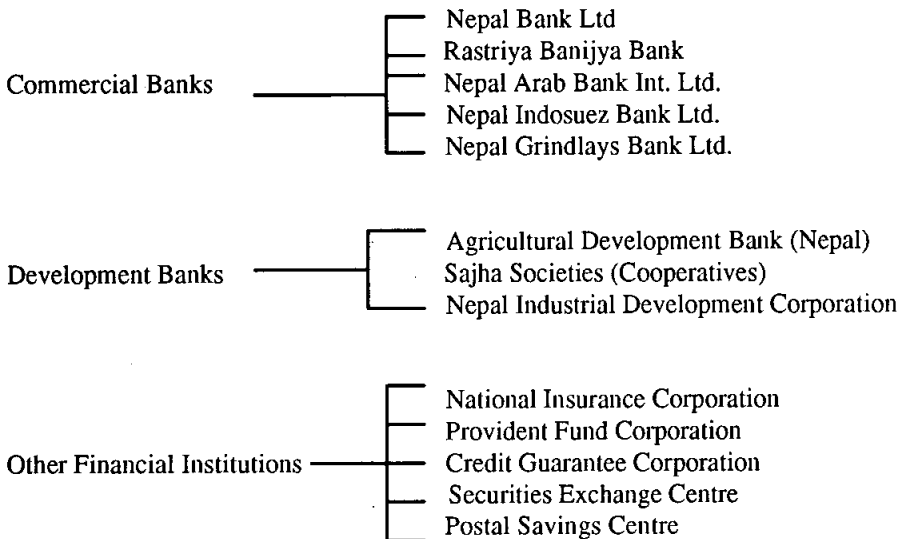 Commercial Banks
Nepal Bank Ltd
Rastriya Banijya Bank
Nepal Arab Bank Int. Ltd.
Nepal Indosuez Bank Ltd.
Nepal Grindlays Bank Ltd.
Development Banks
Agricultural Development Bank (Nepal)
Sajha Societies (Cooperatives)
Nepal Industrial Development Corporation
Other Financial Institutions
National Insurance Corporation
Provident Fund Corporation
Credit Guarantee Corporation
Securities Exchange Centre
Postal Savings Centre